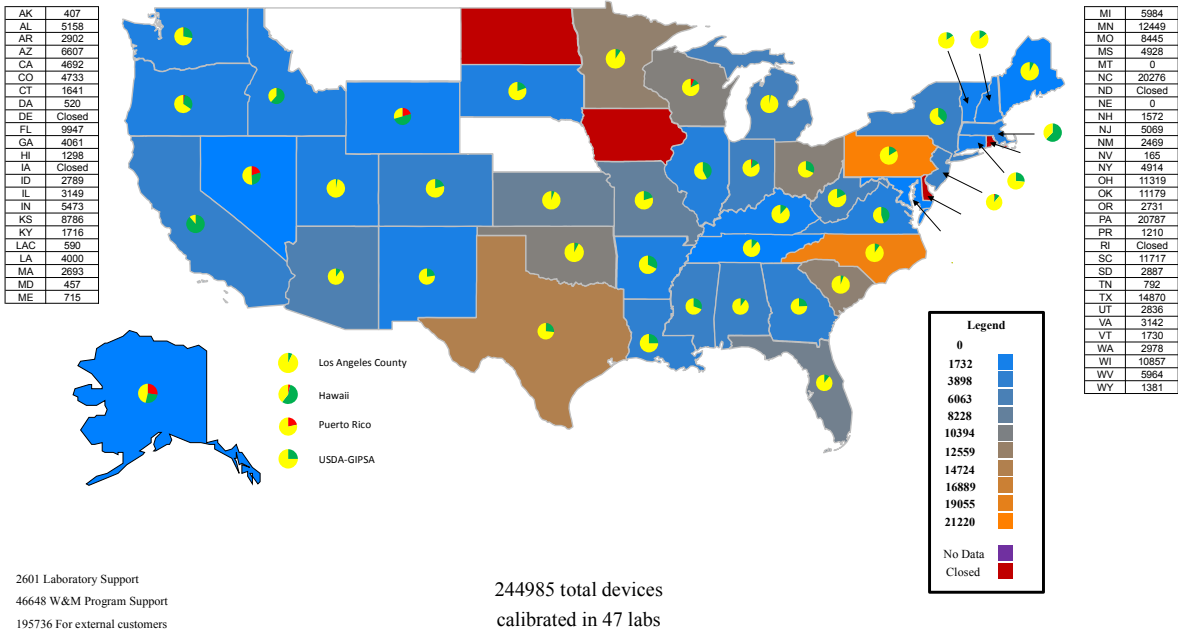 AK 407
AL 5158
AR 2902
AZ 6607
CA 4692
CO 4733
CT 1641
DA 520
DE Closed
FL 9947
GA 4061
HI 1298
IA Closed
ID 2789
IL 3149
IN 5473
KS 8786
KY 1716
LAC 590
LA 4000
MA 2693
MD 457
ME 715
MI 5984
MN 12449
MO 8445
MS 4928
MT 0
NC 20276
ND Closed
NE 0
NH 1572
NJ 5069
NM 2469
NV 165
NY 4914
OH 11319
OK 11179
OR 2731
PA 20787
PR 1210
RI Closed
SC 11717
SD 2887
TN 792
TX 14870
UT 2836
VA 3142
VT 1730
WA 2978
WI 10857
WV 5964
WY 1381
Los Angeles County
Hawaii
Puerto Rico
USDA-GIPSA
Legend
0
1732
3898
6063
8228
10394
12559
14724
16889
19055
21220
No Data
Closed
2601 Laboratory Support
46648 W&M Program Support
195736 For external customers
244985 total devices
calibrated in 47 labs